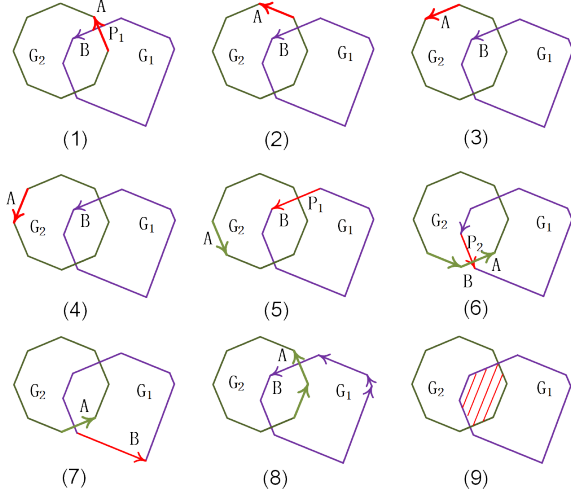 A
P₁
B
G₂
G₁
(1)
A
B
G₂
G₁
(2)
A
B
G₂
G₁
(3)
A
B
G₂
G₁
(4)
P₁
B
A
G₂
G₁
(5)
G₂
P₂
G₁
A
B
(6)
G₂
G₁
A
B
(7)
A
B
G₂
G₁
(8)
G₂
G₁
(9)